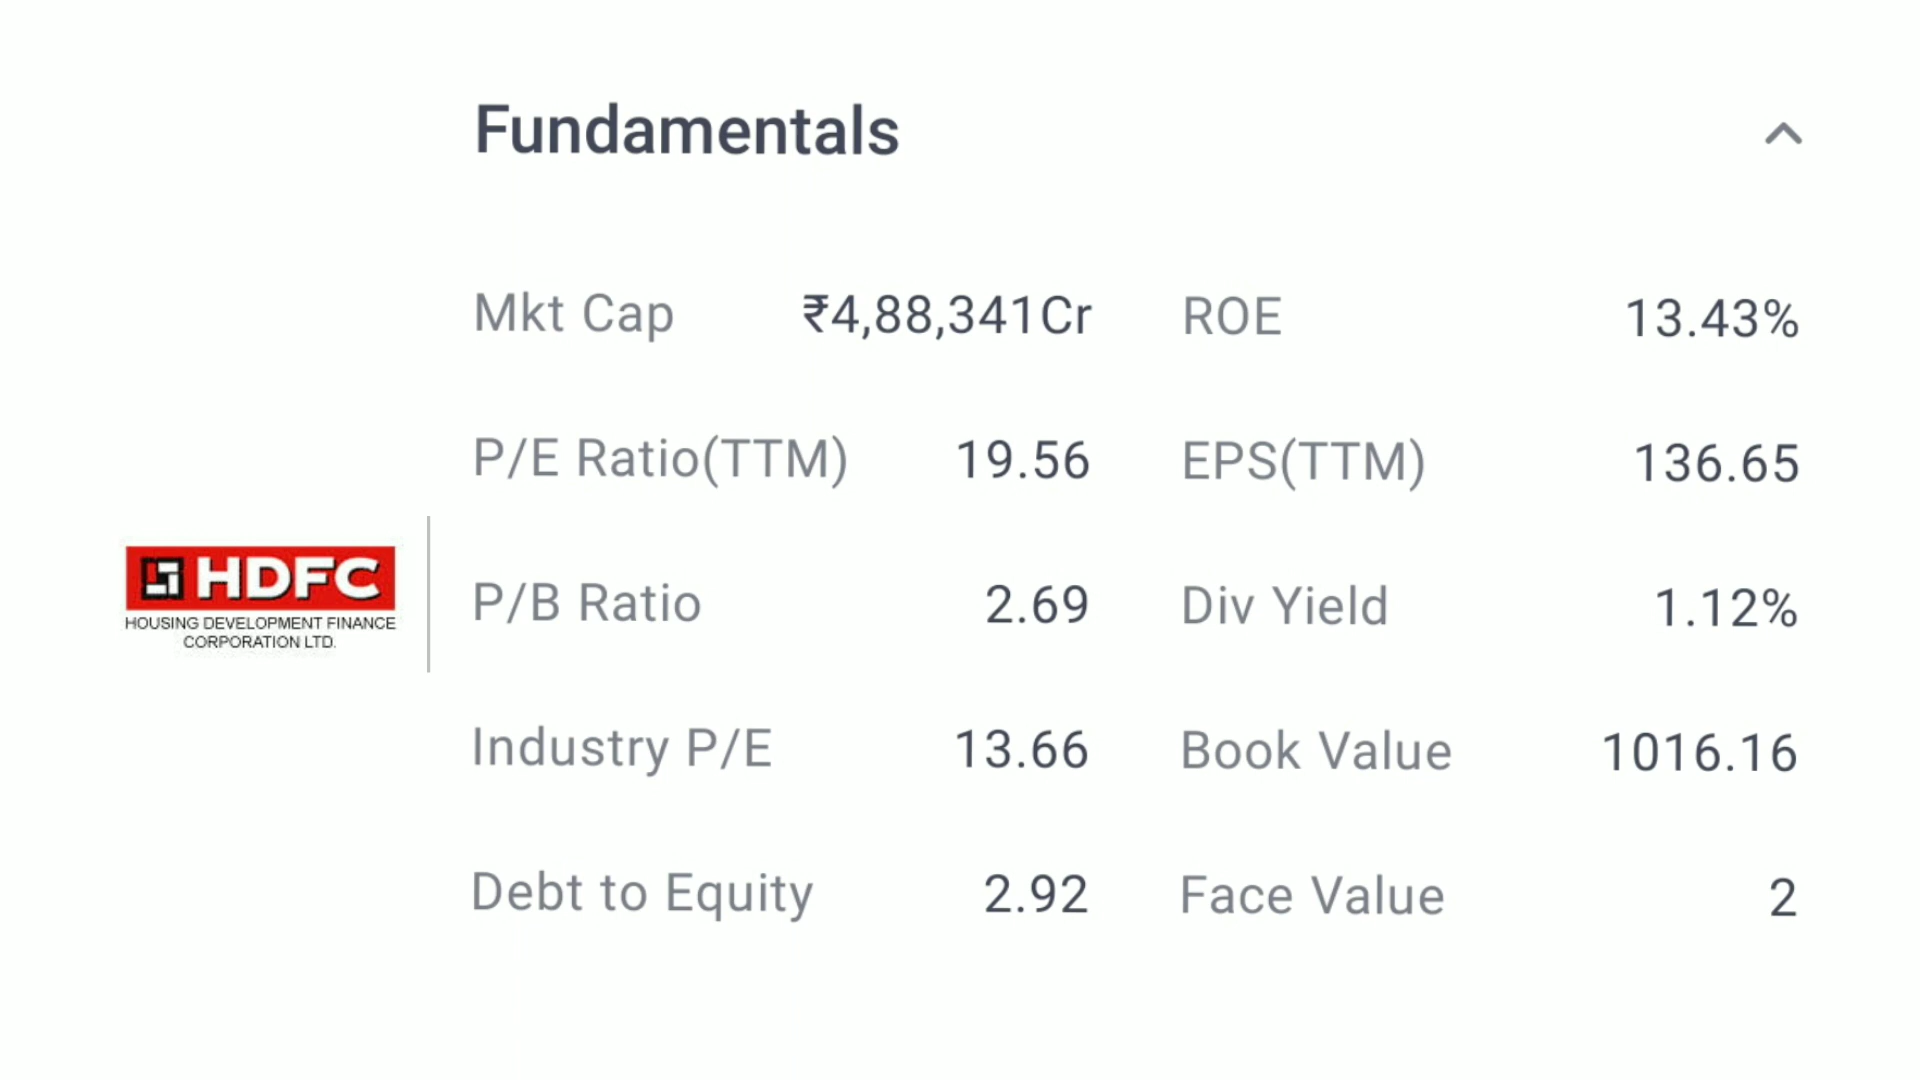 Fundamentals
Mkt Cap ₹4,88,341Cr ROE 13.43%
P/E Ratio(TTM) 19.56 EPS(TTM) 136.65
P/B Ratio 2.69 Div Yield 1.12%
Industry P/E 13.66 Book Value 1016.16
Debt to Equity 2.92 Face Value 2
HDFC
HOUSING DEVELOPMENT FINANCE
CORPORATION LTD.